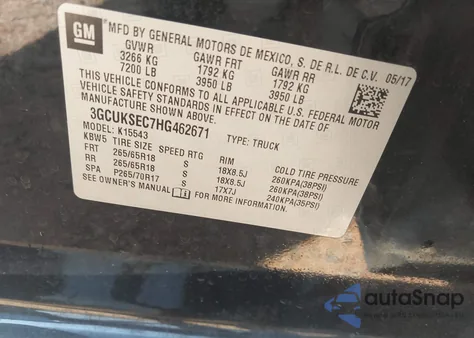 GM
MFD BY GENERAL MOTORS DE MEXICO, S. DE R.L. DE C.V. 05/17
GVWR GAWR FRT GAWR RR
3266 KG 1792 KG 1792 KG
7200 LB 3950 LB 3950 LB
THIS VEHICLE CONFORMS TO ALL APPLICABLE U.S. FEDERAL MOTOR
VEHICLE SAFETY STANDARDS IN EFFECT ON THE DATE OF
MANUFACTURE SHOWN ABOVE.
3GCUKSEC7HG462671 TYPE: TRUCK
MODEL: K15543
KBW5 TIRE SIZE SPEED RTG RIM COLD TIRE PRESSURE
FRT 265/65R18 S 18X8.5J 260KPA(38PSI)
RR 265/65R18 S 18X8.5J 260KPA(38PSI)
SPA P265/70R17 S 17X7J 240KPA(35PSI)
SEE OWNER'S MANUAL FOR ADDITIONAL INFORMATION.
autoSnap